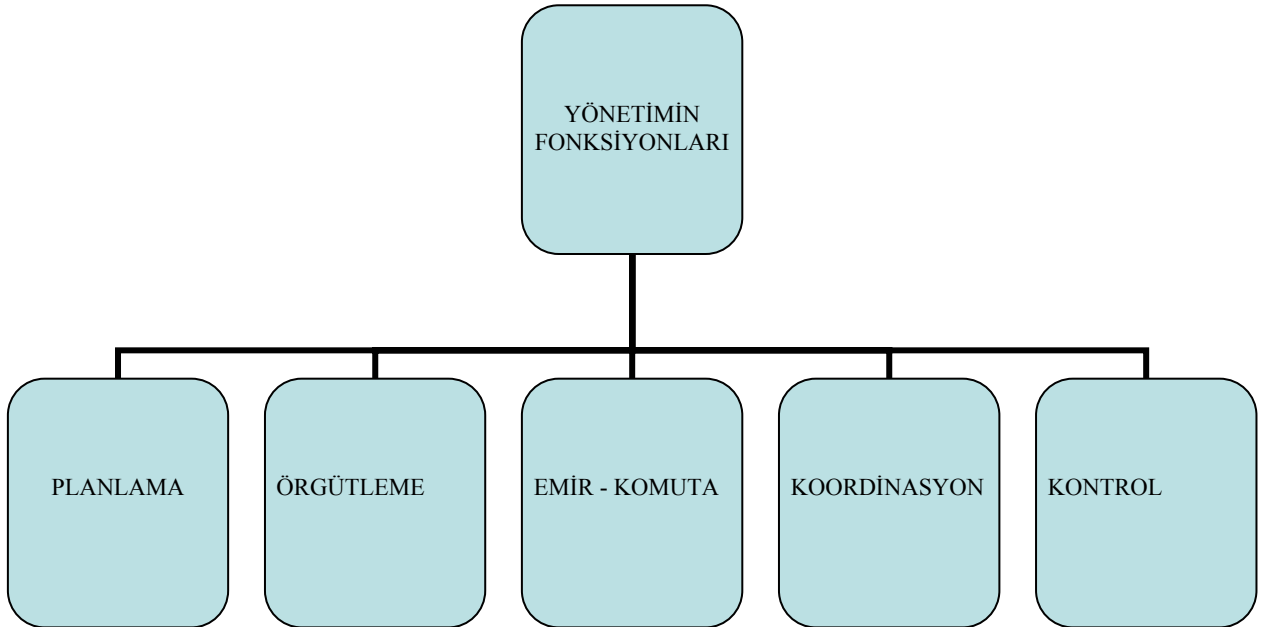 YÖNETİMİN
FONKSİYONLARI
PLANLAMA
ÖRGÜTLEME
EMİR - KOMUTA
KOORDİNASYON
KONTROL